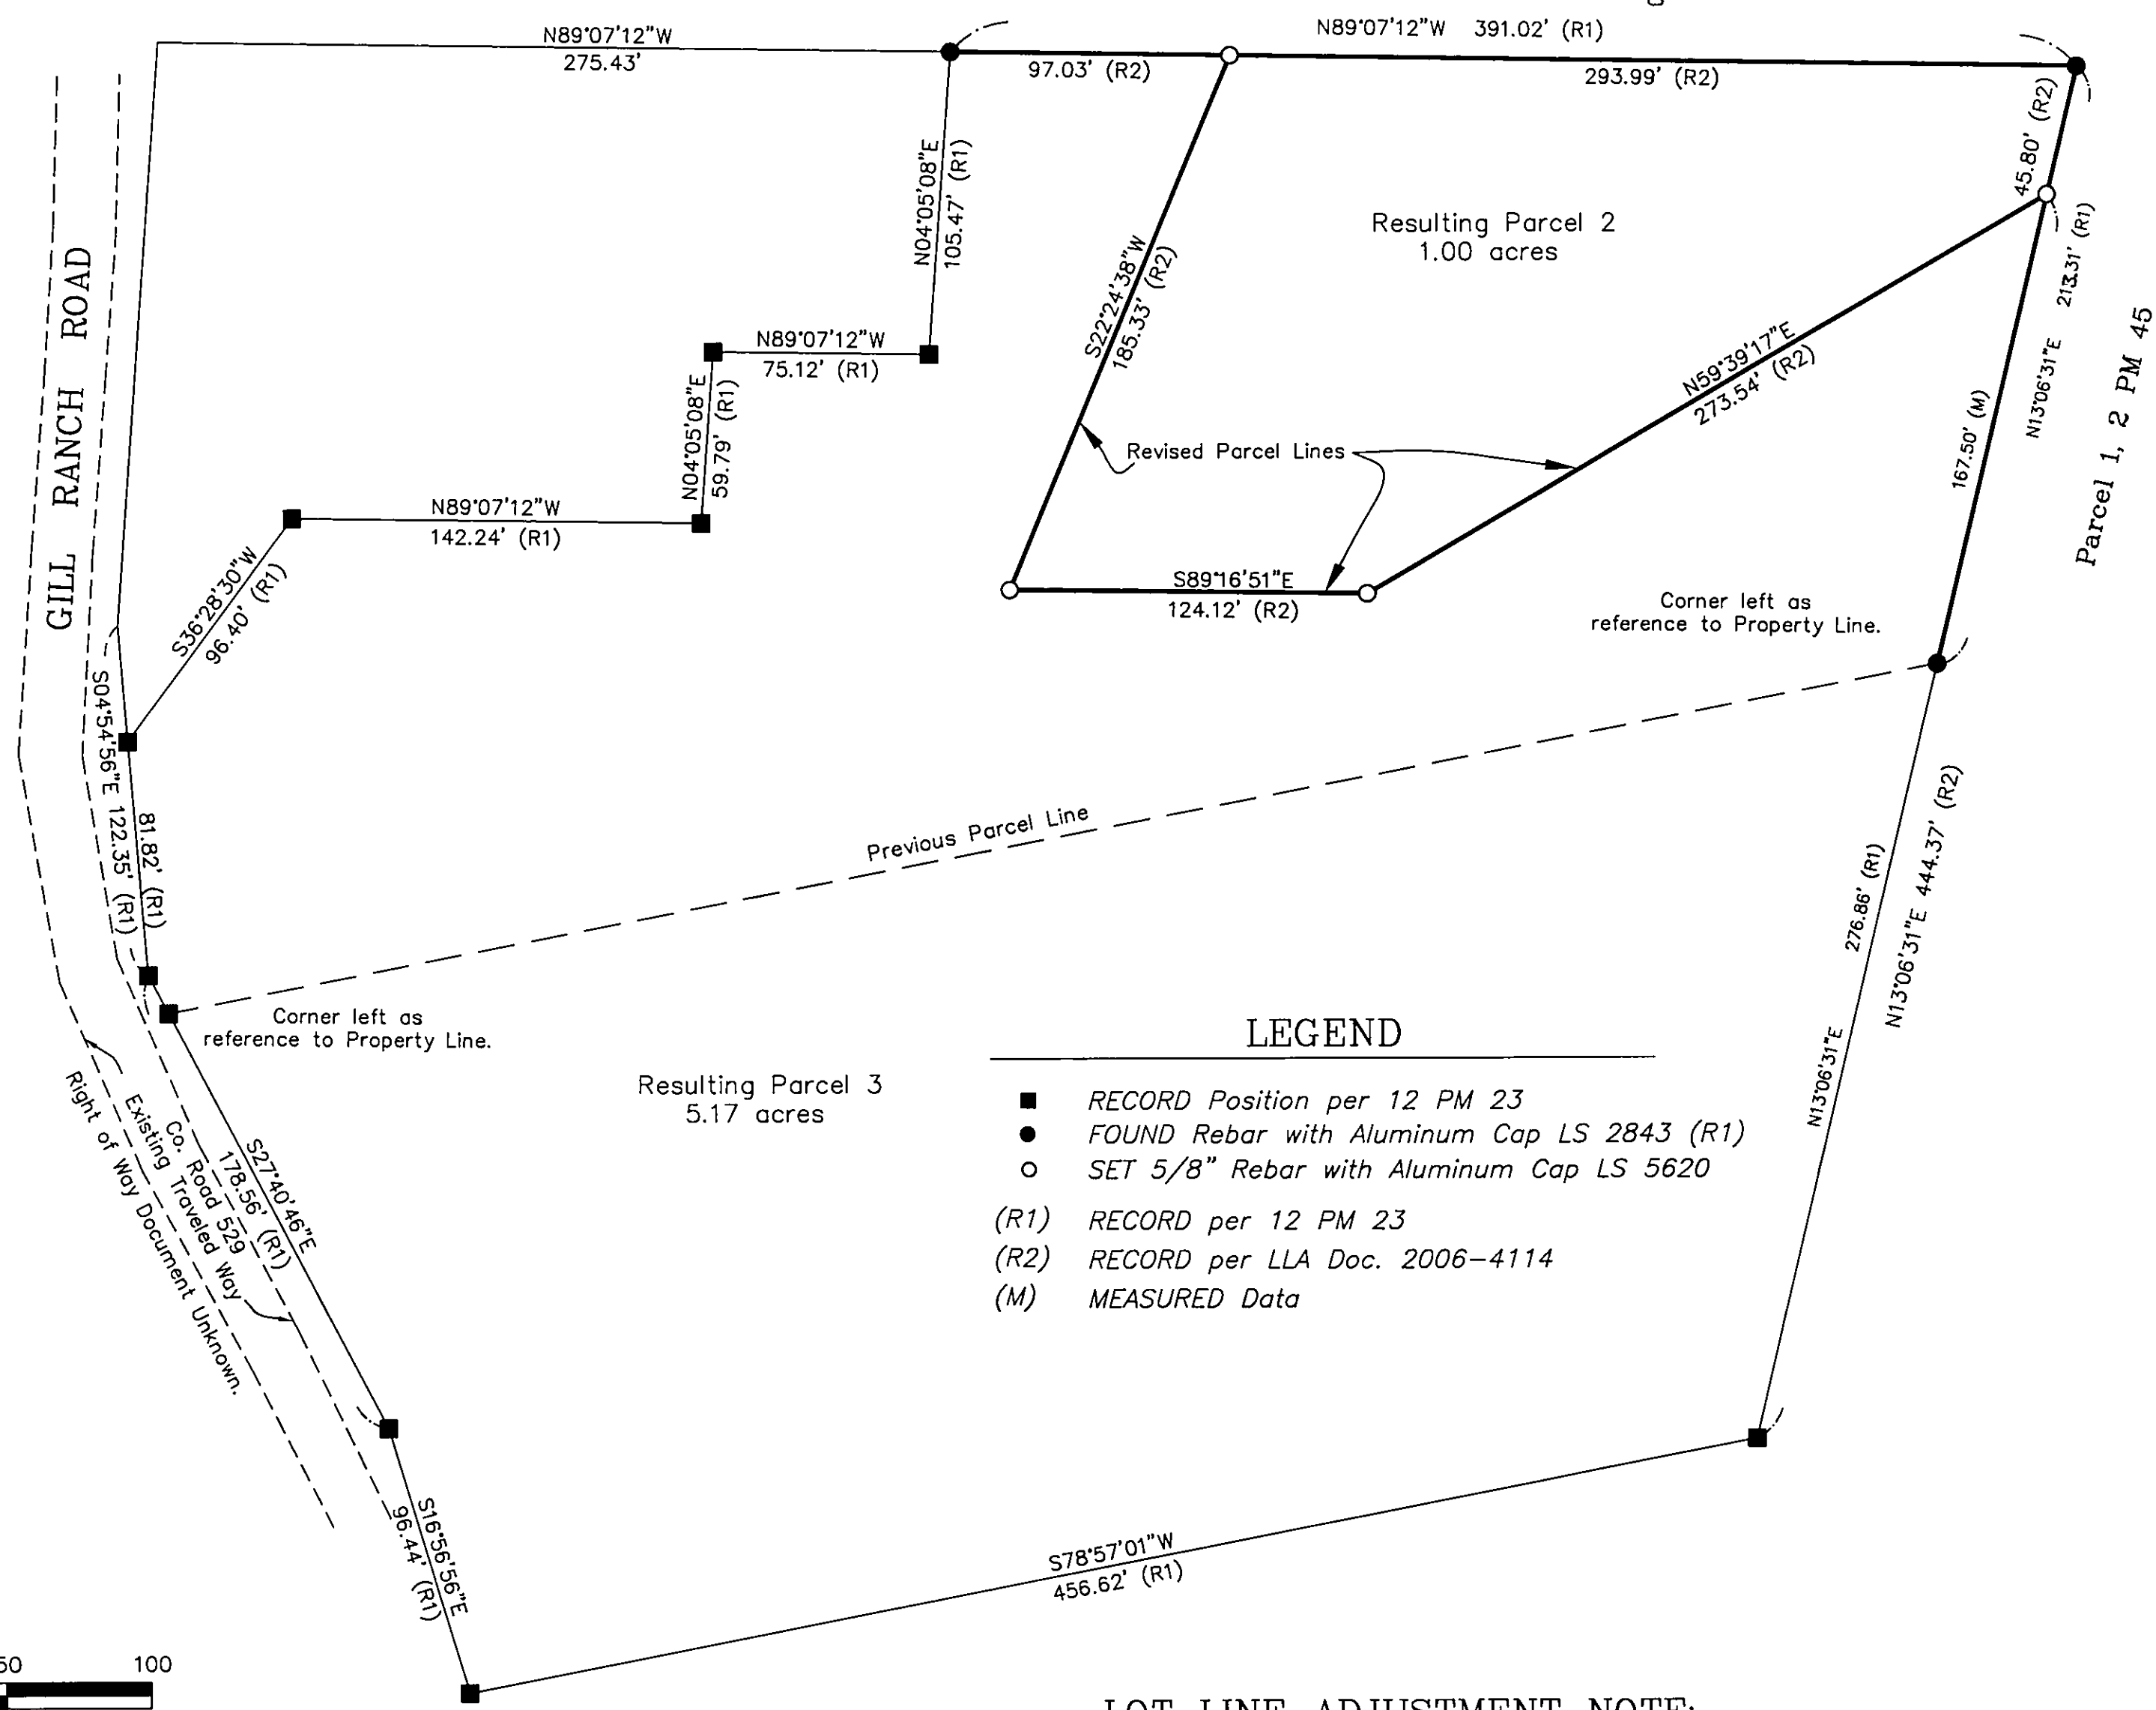 N89°07'12"W 391.02' (R1)
N89°07'12"W
275.43'
97.03' (R2)
293.99' (R2)
45.80' (R2)
N04°05'08"E
105.47' (R1)
Resulting Parcel 2
1.00 acres
N13°06'31"E 213.31' (R1)
GILL RANCH ROAD
S22°24'38"W
185.33' (R2)
N89°07'12"W
75.12' (R1)
N59°39'17"E
273.54' (R2)
Parcel 1, 2 PM 45
N04°05'08"E
59.79' (R1)
Revised Parcel Lines
167.50' (M)
N89°07'12"W
142.24' (R1)
S36°28'30"W
96.40' (R1)
S89°16'51"E
124.12' (R2)
Corner left as
reference to Property Line.
S04°54'56"E 122.35' (R1)
81.82' (R1)
Previous Parcel Line
276.86' (R1)
N13°06'31"E 444.37' (R2)
N13°06'31"E
Corner left as
reference to Property Line.
Resulting Parcel 3
5.17 acres
LEGEND
RECORD Position per 12 PM 23
FOUND Rebar with Aluminum Cap LS 2843 (R1)
SET 5/8" Rebar with Aluminum Cap LS 5620
(R1) RECORD per 12 PM 23
(R2) RECORD per LLA Doc. 2006-4114
(M) MEASURED Data
S27°40'46"E
178.56' (R1)
Co. Road 529
Existing Traveled Way
Right of Way Document Unknown.
S16°56'56"E
96.44' (R1)
S78°57'01"W
456.62' (R1)
50 100
LOT LINE ADJUSTMENT NOTE: